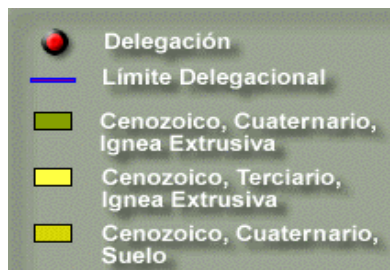 Delegación
Límite Delegacional
Cenozoico, Cuaternario,
Ignea Extrusiva
Cenozoico, Terciario,
Ignea Extrusiva
Cenozoico, Cuaternario,
Suelo